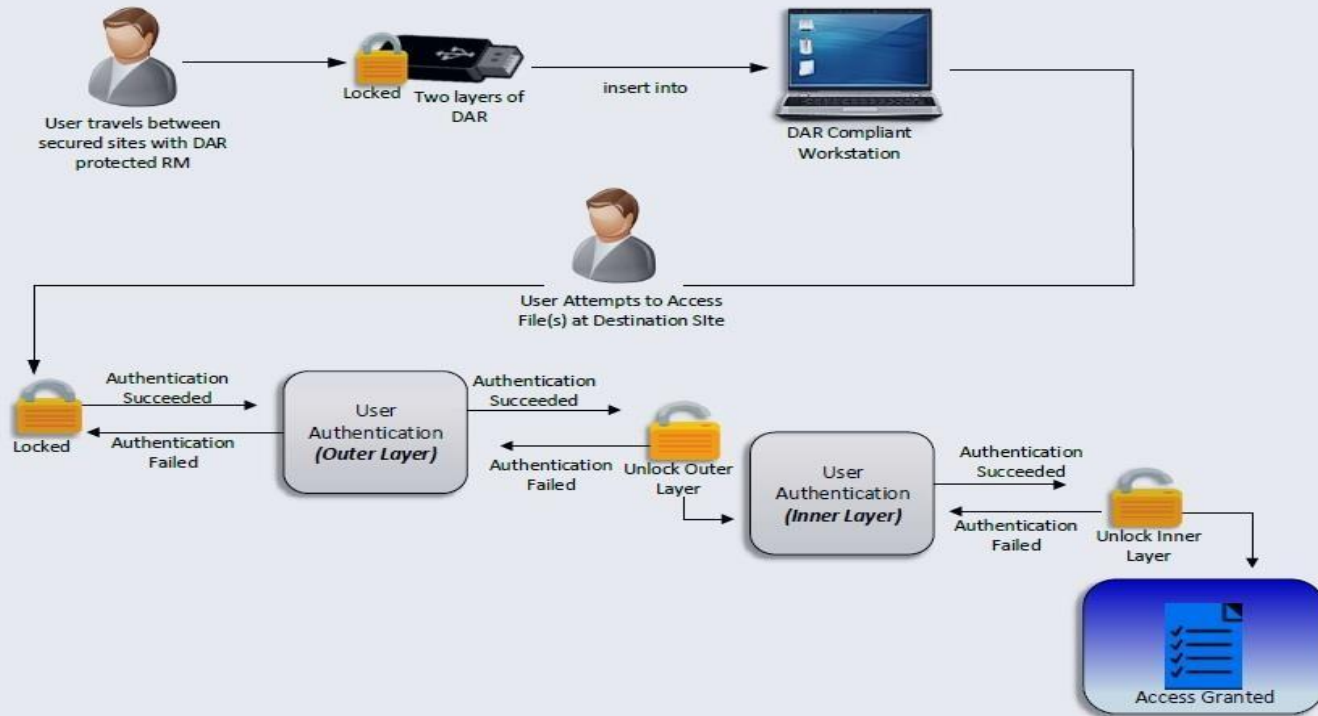 User travels between
secured sites with DAR
protected RM
Locked
Two layers of
DAR
insert into
DAR Compliant
Workstation
User Attempts to Access
File(s) at Destination SIte
Locked
Authentication
Succeeded
Authentication
Failed
User
Authentication
(Outer Layer)
Authentication
Succeeded
Authentication
Failed
Unlock Outer
Layer
User
Authentication
(Inner Layer)
Authentication
Succeeded
Authentication
Failed
Unlock Inner
Layer
Access Granted